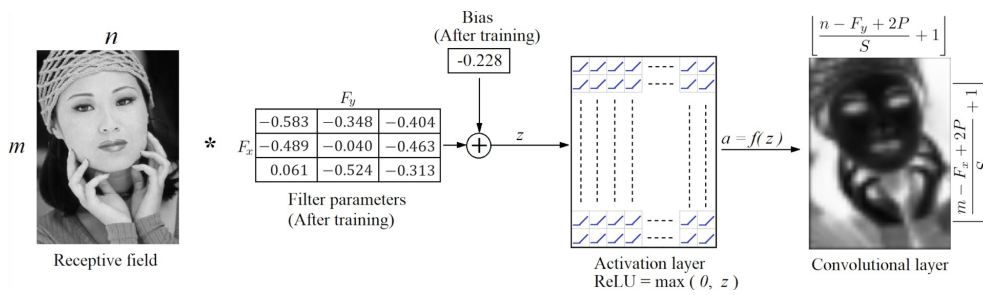 n
m
Receptive field
*
F_y
F_x
−0.583 −0.348 −0.404
−0.489 −0.040 −0.463
0.061 −0.524 −0.313
Filter parameters
(After training)
Bias
(After training)
-0.228
+
z
Activation layer
ReLU = max ( 0, z )
a = f( z )
⌊(n − F_y + 2P)/S + 1⌋
⌊(m − F_x + 2P)/S + 1⌋
Convolutional layer